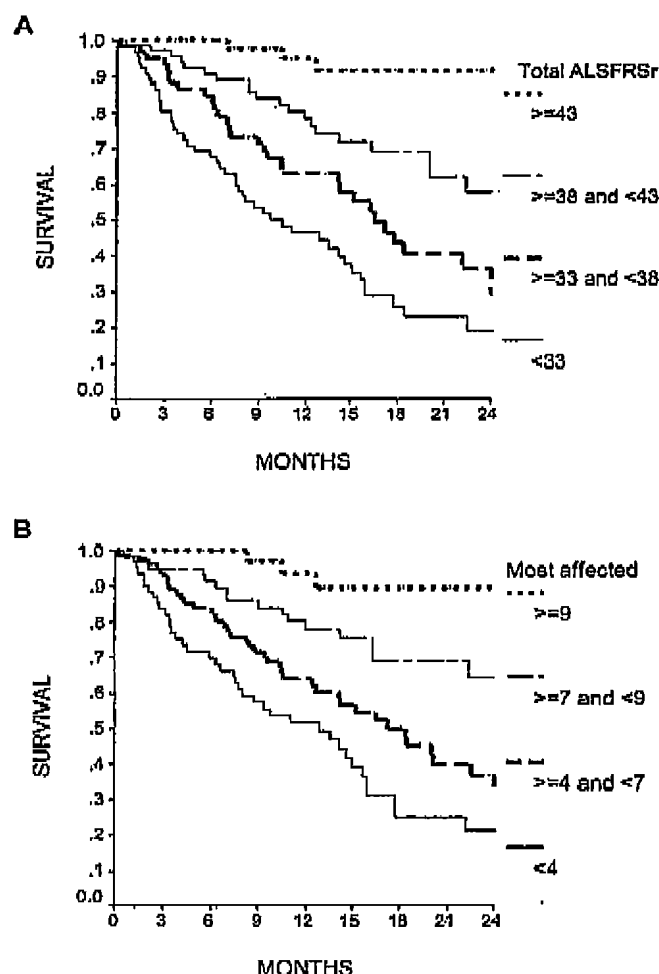 A
1.0
.9
.8
.7
.6
.5
.4
.3
.2
.1
0.0
SURVIVAL
0 3 6 9 12 15 18 21 24
MONTHS
Total ALSFRSr
>=43
>=38 and <43
>=33 and <38
<33
B
1.0
.9
.8
.7
.6
.5
.4
.3
.2
.1
0.0
SURVIVAL
0 3 6 9 12 15 18 21 24
MONTHS
Most affected
>=9
>=7 and <9
>=4 and <7
<4